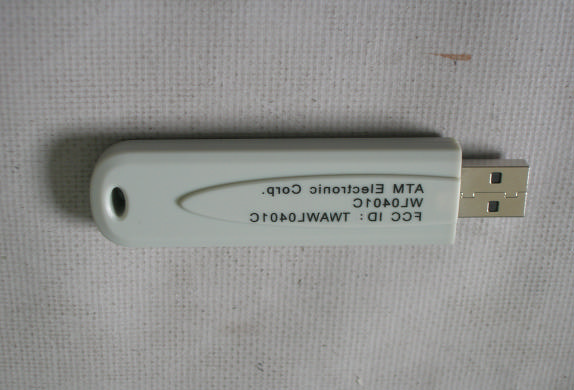 ATM Electronic Corp.
WL0401C
FCC ID: TWAWL0401C